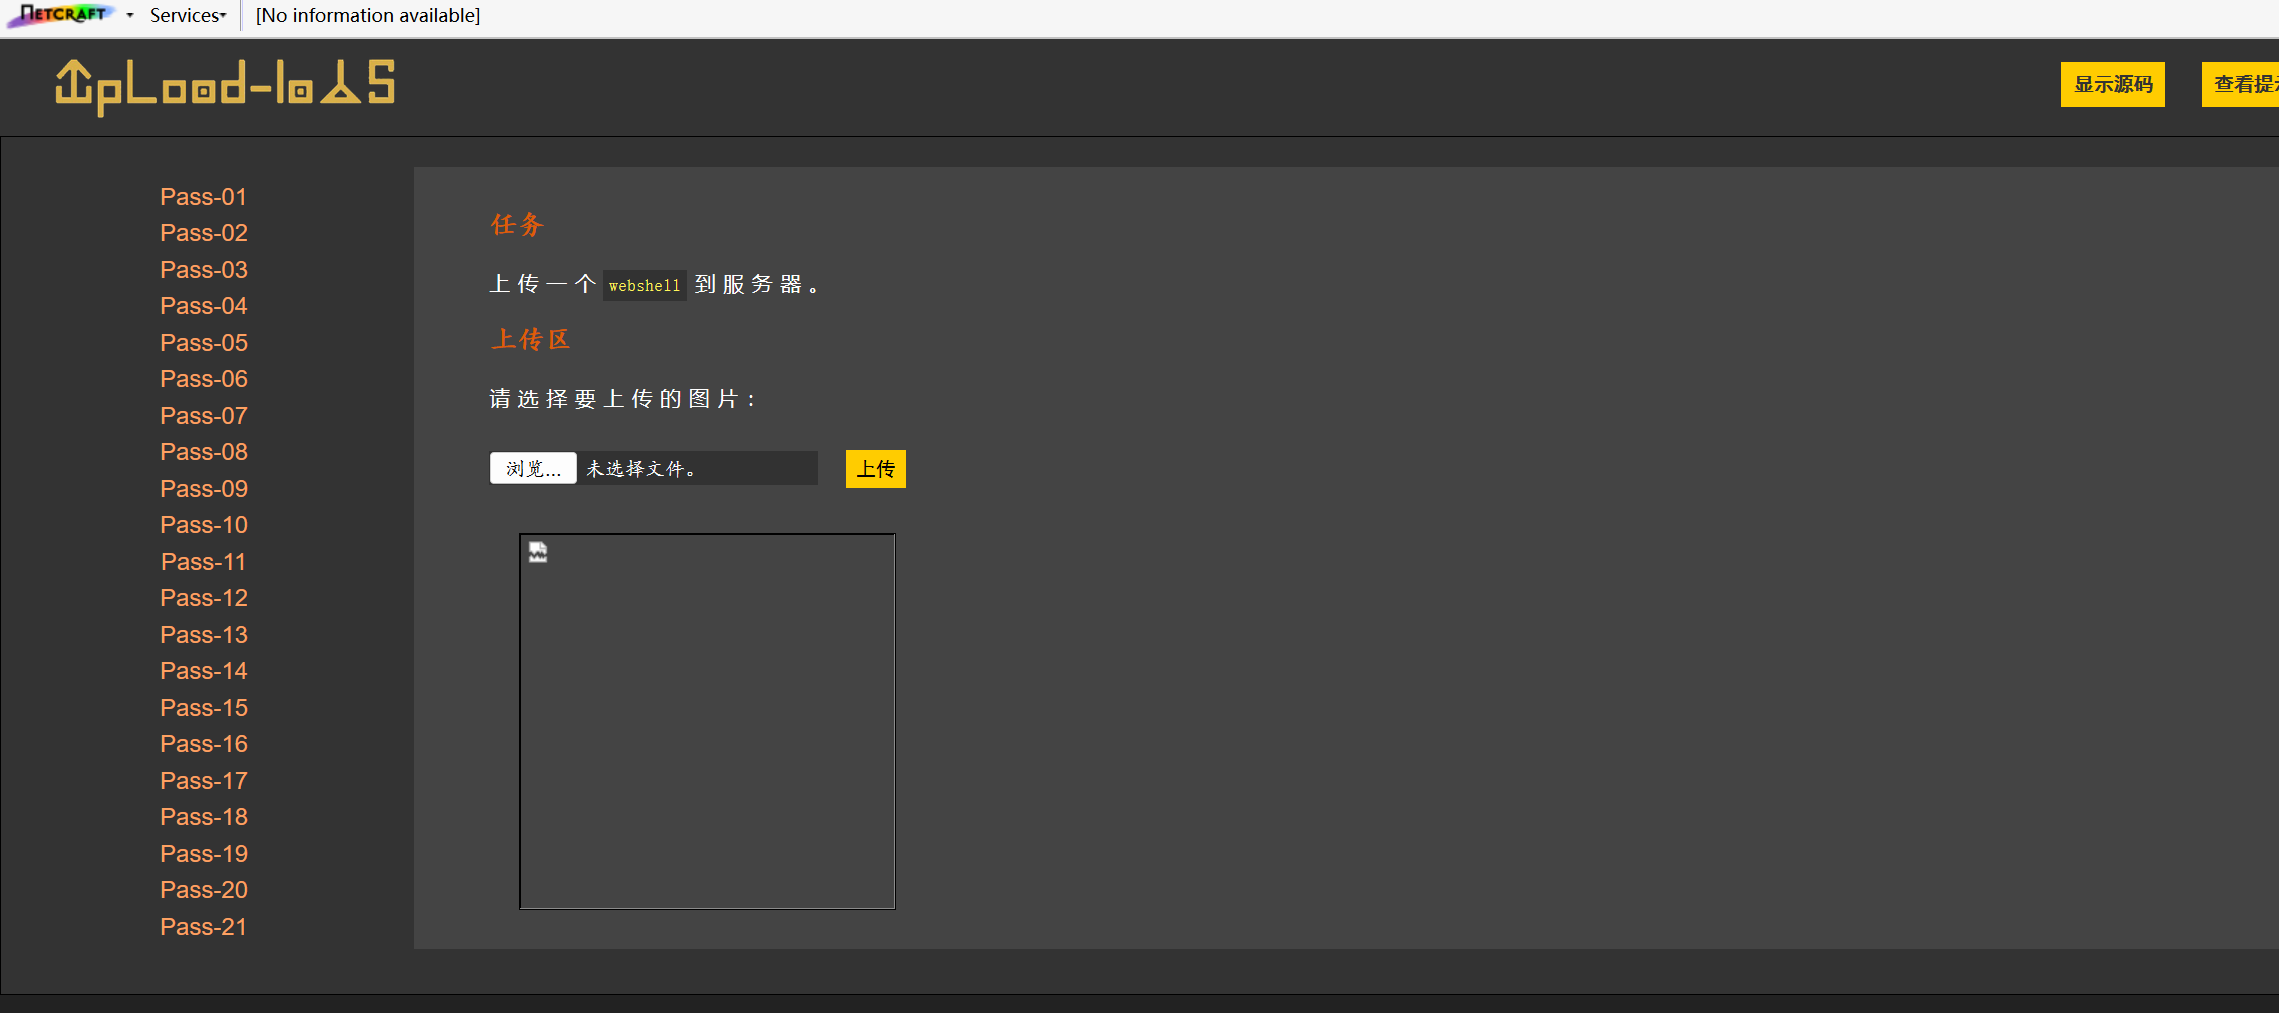 NETCRAFT Services [No information available]
UpLoad-labS
显示源码 查看提
Pass-01
Pass-02
Pass-03
Pass-04
Pass-05
Pass-06
Pass-07
Pass-08
Pass-09
Pass-10
Pass-11
Pass-12
Pass-13
Pass-14
Pass-15
Pass-16
Pass-17
Pass-18
Pass-19
Pass-20
Pass-21
任务
上传一个 webshell 到服务器。
上传区
请选择要上传的图片：
浏览... 未选择文件。 上传